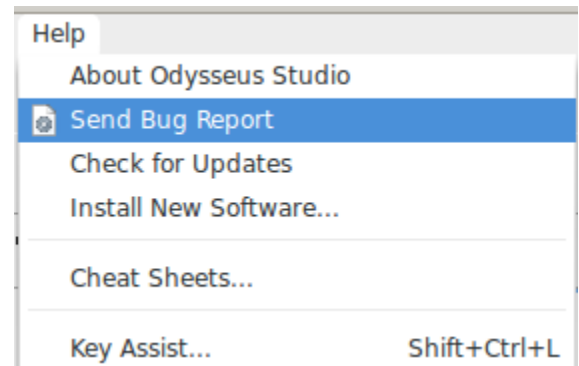 Help
About Odysseus Studio
Send Bug Report
Check for Updates
Install New Software...
Cheat Sheets...
Key Assist... Shift+Ctrl+L